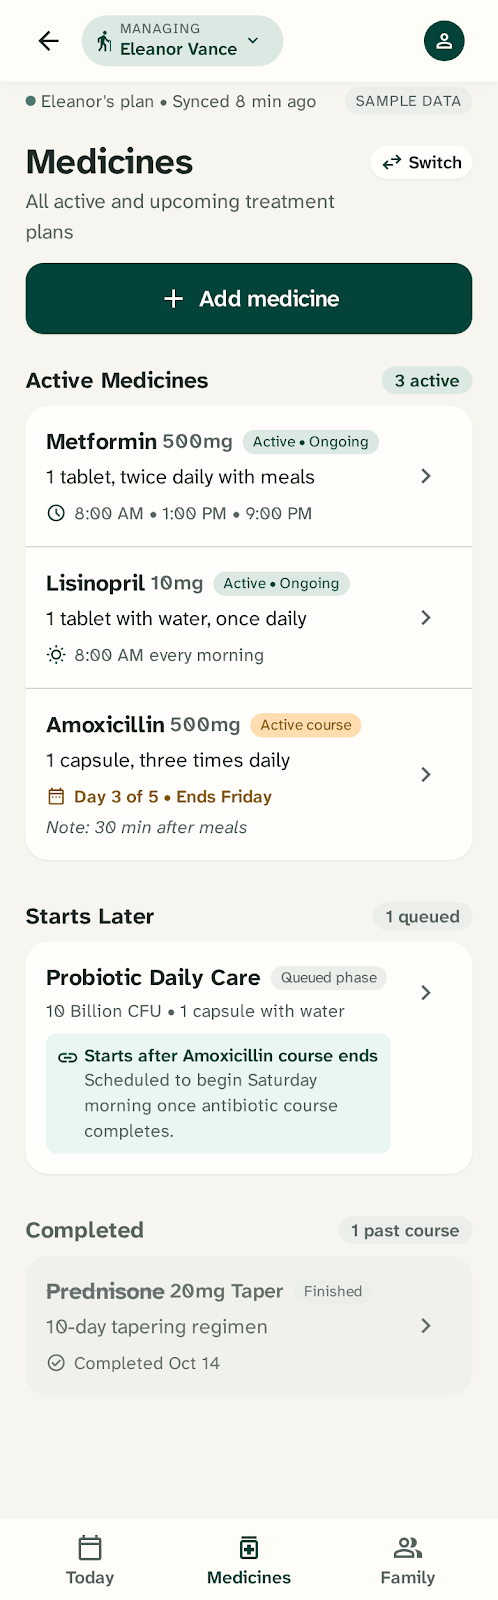 MANAGING
Eleanor Vance
Eleanor's plan • Synced 8 min ago
SAMPLE DATA
Medicines
Switch
All active and upcoming treatment
plans
Add medicine
Active Medicines
3 active
Metformin 500mg Active • Ongoing
1 tablet, twice daily with meals
8:00 AM • 1:00 PM • 9:00 PM
Lisinopril 10mg Active • Ongoing
1 tablet with water, once daily
8:00 AM every morning
Amoxicillin 500mg Active course
1 capsule, three times daily
Day 3 of 5 • Ends Friday
Note: 30 min after meals
Starts Later
1 queued
Probiotic Daily Care Queued phase
10 Billion CFU • 1 capsule with water
Starts after Amoxicillin course ends
Scheduled to begin Saturday
morning once antibiotic course
completes.
Completed
1 past course
Prednisone 20mg Taper Finished
10-day tapering regimen
Completed Oct 14
Today
Medicines
Family